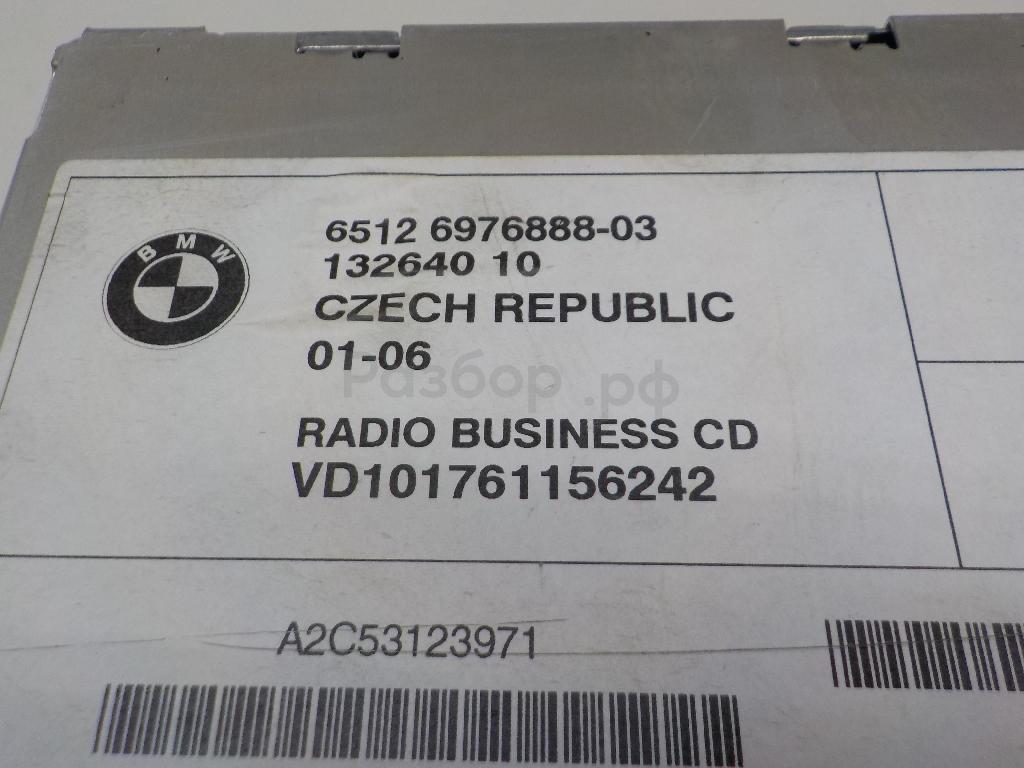 BMW
6512 6976888-03
132640 10
CZECH REPUBLIC
01-06
Разбор.рф
RADIO BUSINESS CD
VD101761156242
A2C53123971